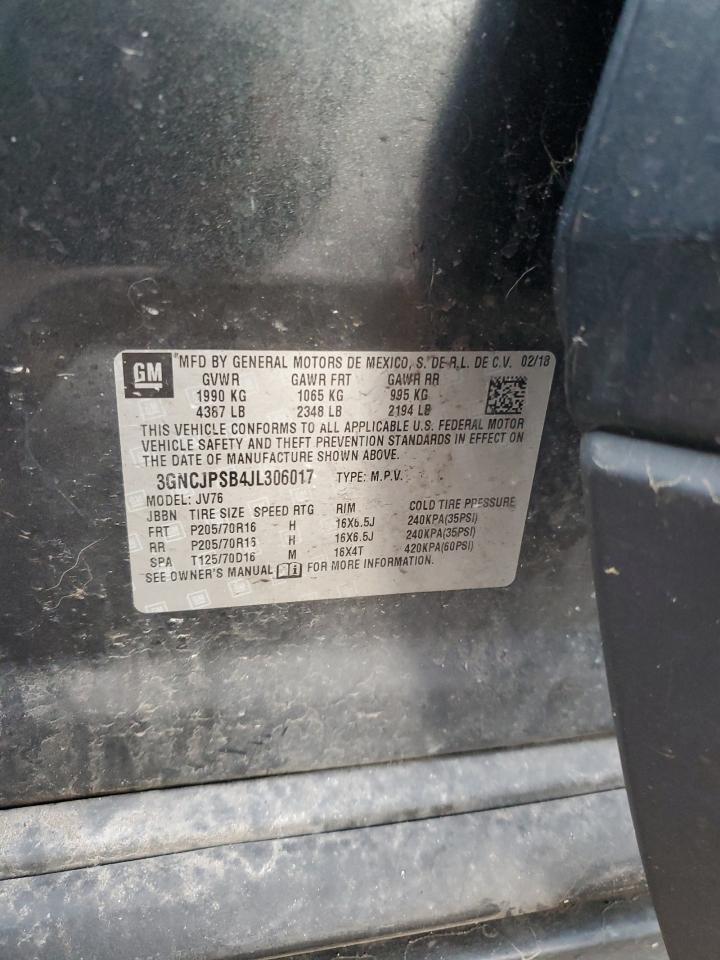 GM MFD BY GENERAL MOTORS DE MEXICO, S. DE R.L. DE C.V. 02/18
GVWR GAWR FRT GAWR RR
1990 KG 1065 KG 995 KG
4387 LB 2348 LB 2194 LB
THIS VEHICLE CONFORMS TO ALL APPLICABLE U.S. FEDERAL MOTOR
VEHICLE SAFETY AND THEFT PREVENTION STANDARDS IN EFFECT ON
THE DATE OF MANUFACTURE SHOWN ABOVE.
3GNCJPSB4JL306017 TYPE: M.P.V.
MODEL: JV76
JBBN TIRE SIZE SPEED RTG RIM COLD TIRE PRESSURE
FRT P205/70R16 H 16X6.5J 240KPA(35PSI)
RR P205/70R16 H 16X6.5J 240KPA(35PSI)
SPA T125/70D16 M 16X4T 420KPA(60PSI)
SEE OWNER'S MANUAL FOR MORE INFORMATION.